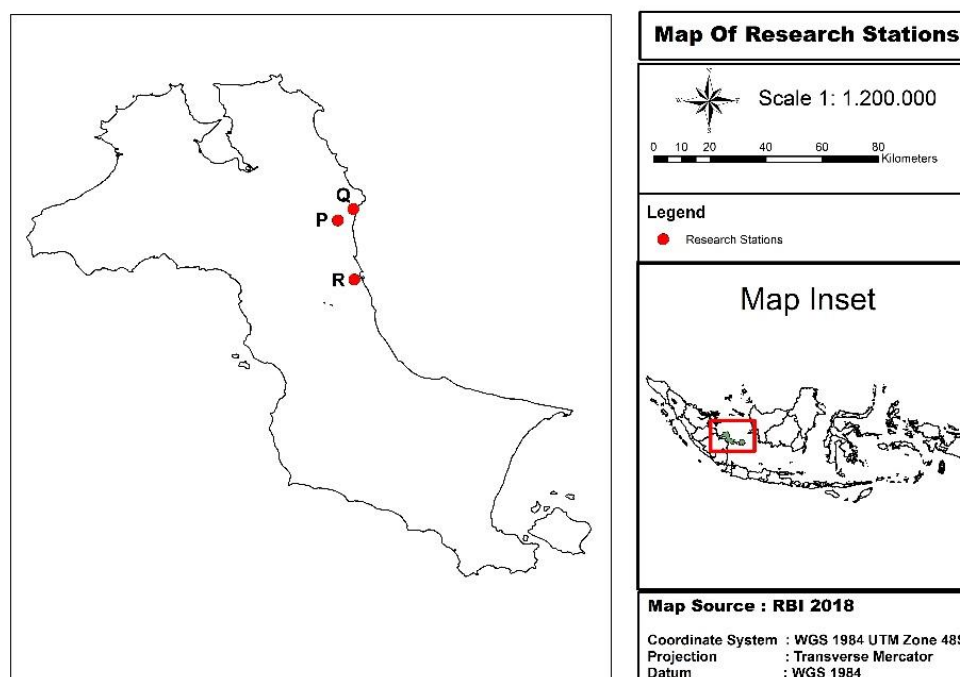 Map Of Research Stations
N
W
E
S
Scale 1: 1.200.000
0 5 10 20 40 60 80
Kilometers
Legend
Research Stations
Q
P
R
Map Inset
Map Source : RBI 2018
Coordinate System : WGS 1984 UTM Zone 48S
Projection : Transverse Mercator
Datum : WGS 1984